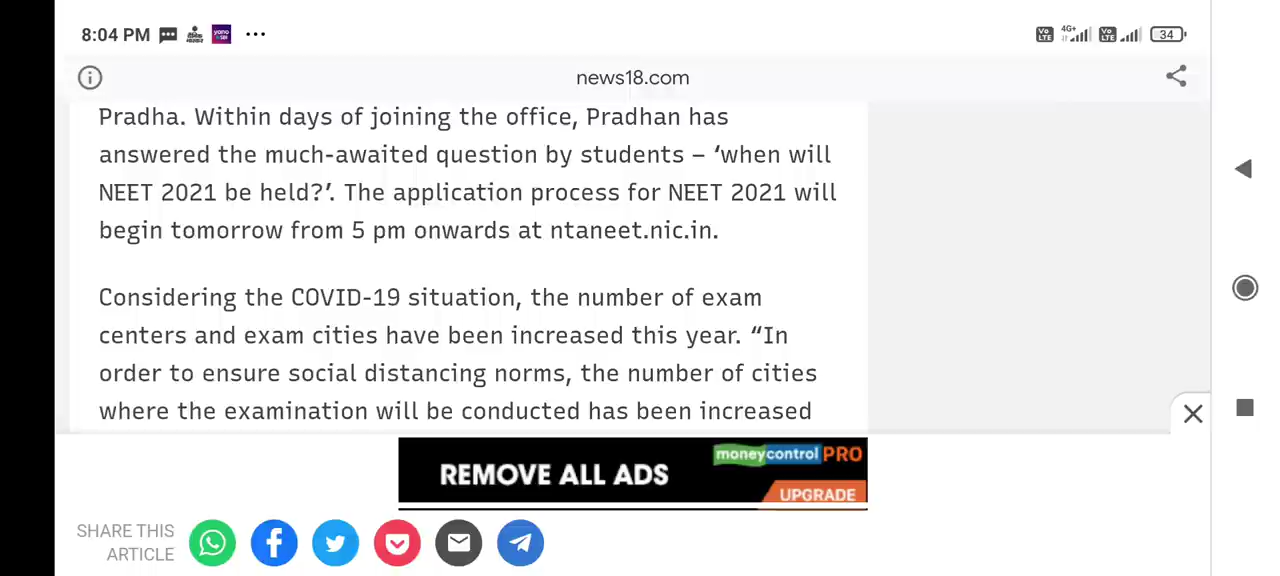 8:04 PM
4G+
34
news18.com
Pradha. Within days of joining the office, Pradhan has
answered the much-awaited question by students – ‘when will
NEET 2021 be held?’. The application process for NEET 2021 will
begin tomorrow from 5 pm onwards at ntaneet.nic.in.
Considering the COVID-19 situation, the number of exam
centers and exam cities have been increased this year. “In
order to ensure social distancing norms, the number of cities
where the examination will be conducted has been increased
REMOVE ALL ADS
moneycontrol PRO
UPGRADE
SHARE THIS
ARTICLE